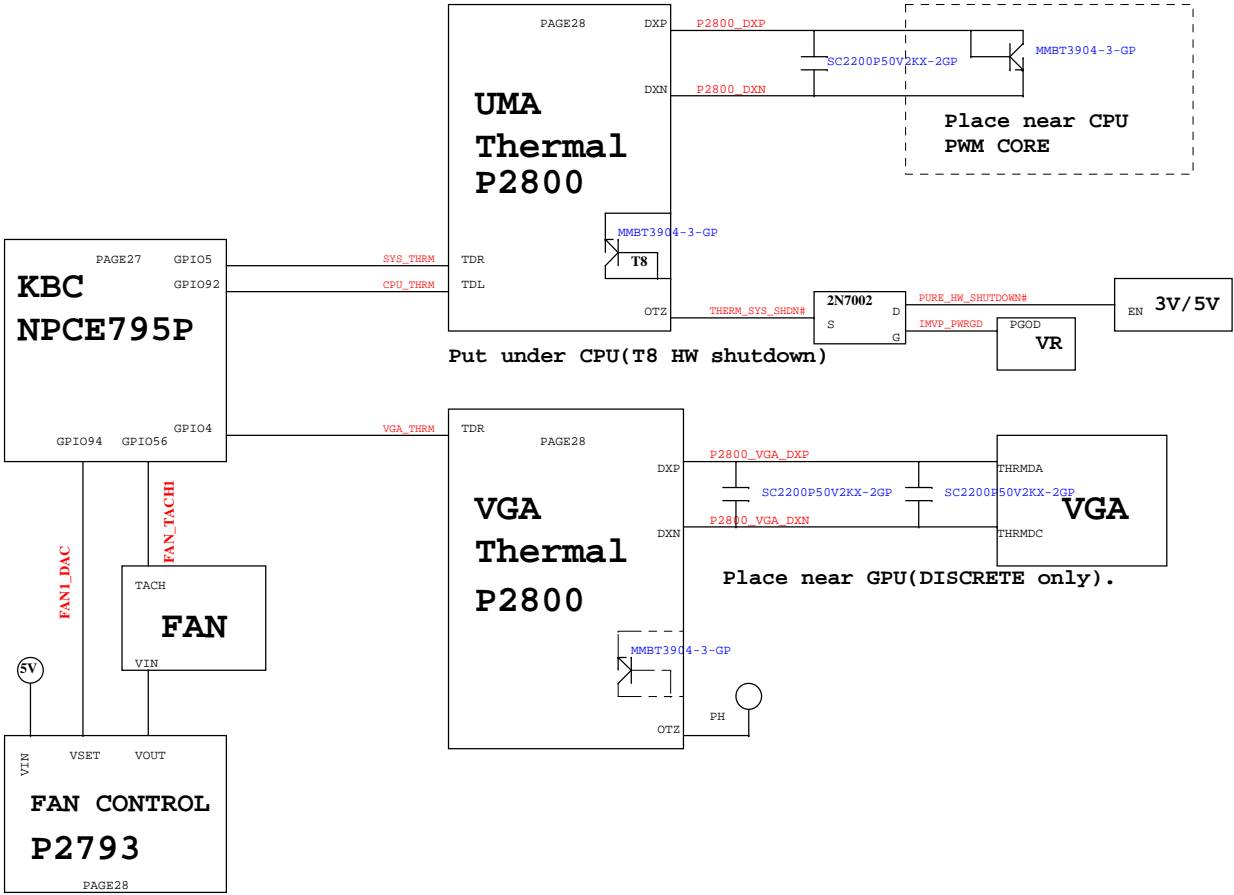 PAGE28
DXP
P2800_DXP
SC2200P50V2KX-2GP
MMBT3904-3-GP
DXN
P2800_DXN
UMA
Thermal
P2800
Place near CPU
PWM CORE
MMBT3904-3-GP
T8
KBC
NPCE795P
PAGE27
GPIO5
SYS_THRM
TDR
GPIO92
CPU_THRM
TDL
OTZ
THERM_SYS_SHDN#
2N7002
S
D
G
PURE_HW_SHUTDOWN#
EN
3V/5V
IMVP_PWRGD
PGOD
VR
Put under CPU(T8 HW shutdown)
GPIO4
VGA_THRM
TDR
PAGE28
GPIO94
GPIO56
DXP
P2800_VGA_DXP
THRMDA
SC2200P50V2KX-2GP
SC2200P50V2KX-2GP
VGA
DXN
P2800_VGA_DXN
THRMDC
VGA
Thermal
P2800
Place near GPU(DISCRETE only).
MMBT3904-3-GP
OTZ
PH
FAN1_DAC
FAN_TACH1
TACH
FAN
VIN
5V
VIN
VSET
VOUT
FAN CONTROL
P2793
PAGE28